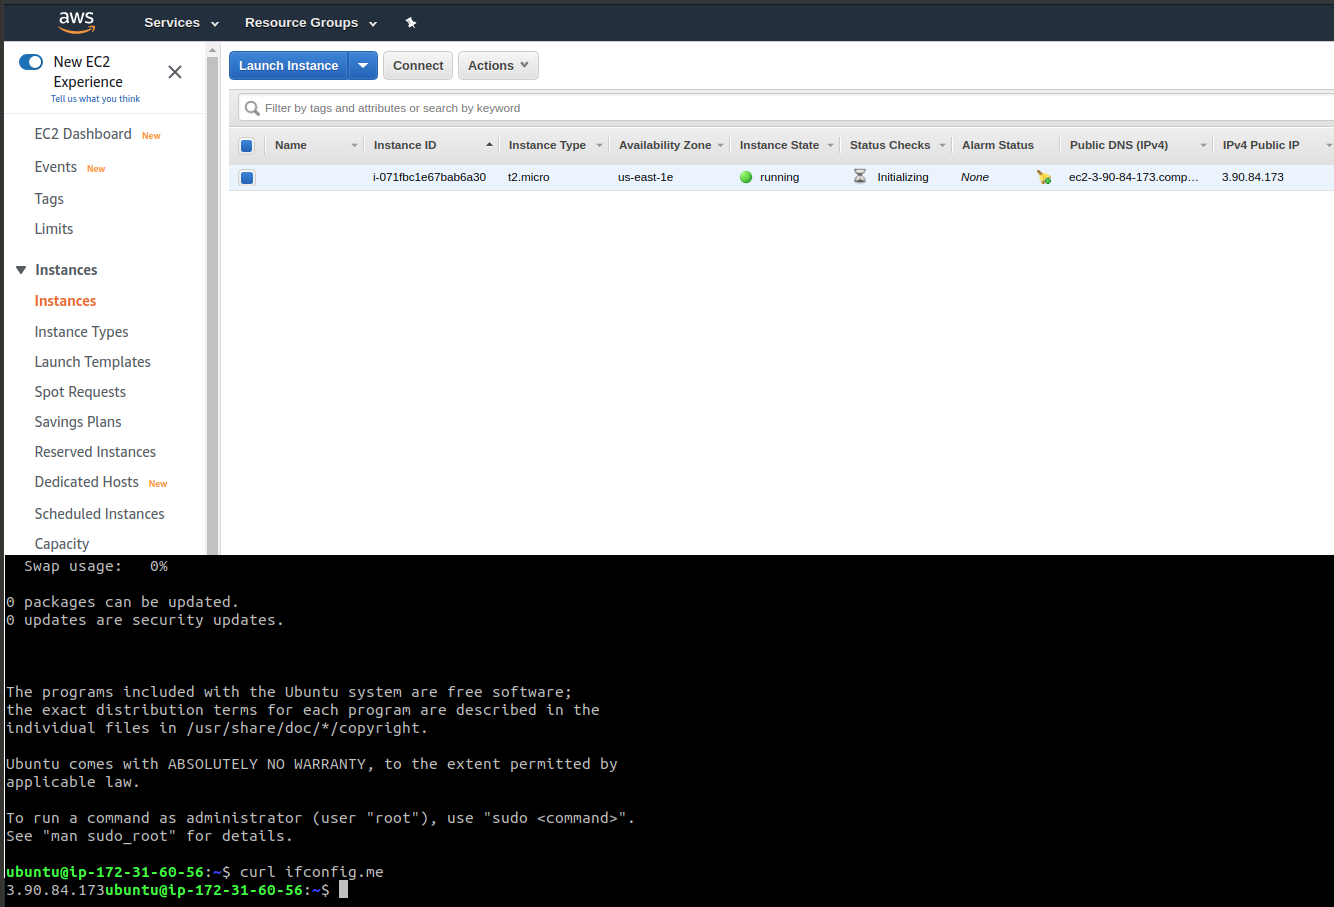 aws Services Resource Groups
New EC2
Experience
Tell us what you think
EC2 Dashboard New
Events New
Tags
Limits
Instances
Instances
Instance Types
Launch Templates
Spot Requests
Savings Plans
Reserved Instances
Dedicated Hosts New
Scheduled Instances
Capacity
Launch Instance Connect Actions
Filter by tags and attributes or search by keyword
Name Instance ID Instance Type Availability Zone Instance State Status Checks Alarm Status Public DNS (IPv4) IPv4 Public IP
i-071fbc1e67bab6a30 t2.micro us-east-1e running Initializing None ec2-3-90-84-173.comp... 3.90.84.173
Swap usage:   0%
0 packages can be updated.
0 updates are security updates.
The programs included with the Ubuntu system are free software;
the exact distribution terms for each program are described in the
individual files in /usr/share/doc/*/copyright.
Ubuntu comes with ABSOLUTELY NO WARRANTY, to the extent permitted by
applicable law.
To run a command as administrator (user "root"), use "sudo <command>".
See "man sudo_root" for details.
ubuntu@ip-172-31-60-56:~$ curl ifconfig.me
3.90.84.173ubuntu@ip-172-31-60-56:~$